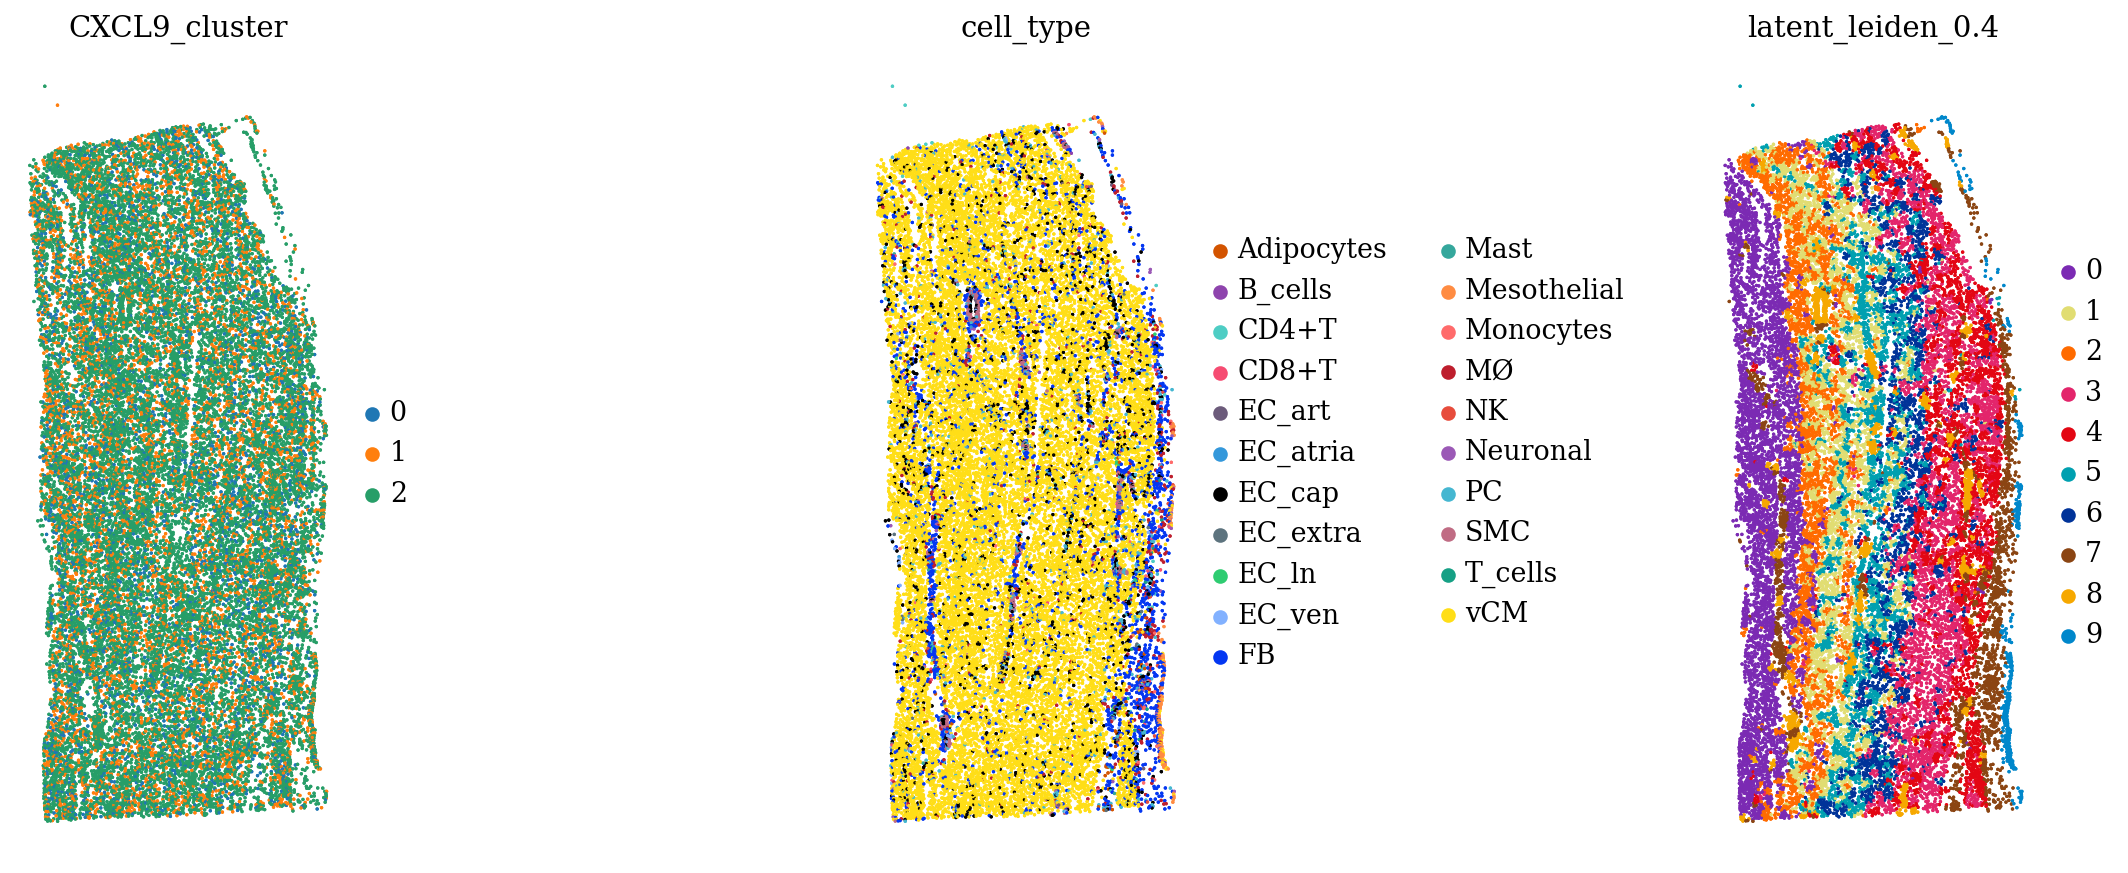 CXCL9_cluster
0
1
2
cell_type
Adipocytes
B_cells
CD4+T
CD8+T
EC_art
EC_atria
EC_cap
EC_extra
EC_ln
EC_ven
FB
Mast
Mesothelial
Monocytes
MØ
NK
Neuronal
PC
SMC
T_cells
vCM
latent_leiden_0.4
0
1
2
3
4
5
6
7
8
9